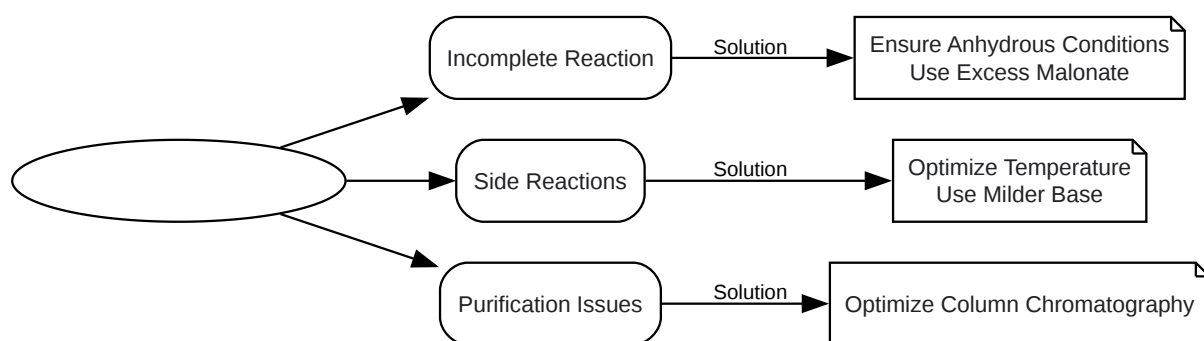 Incomplete Reaction
Solution
Ensure Anhydrous Conditions
Use Excess Malonate
Side Reactions
Solution
Optimize Temperature
Use Milder Base
Purification Issues
Solution
Optimize Column Chromatography